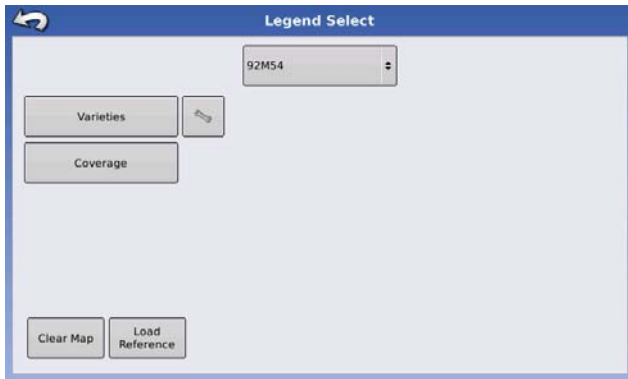 Legend Select
92M54
Varieties
Coverage
Clear Map
Load
Reference